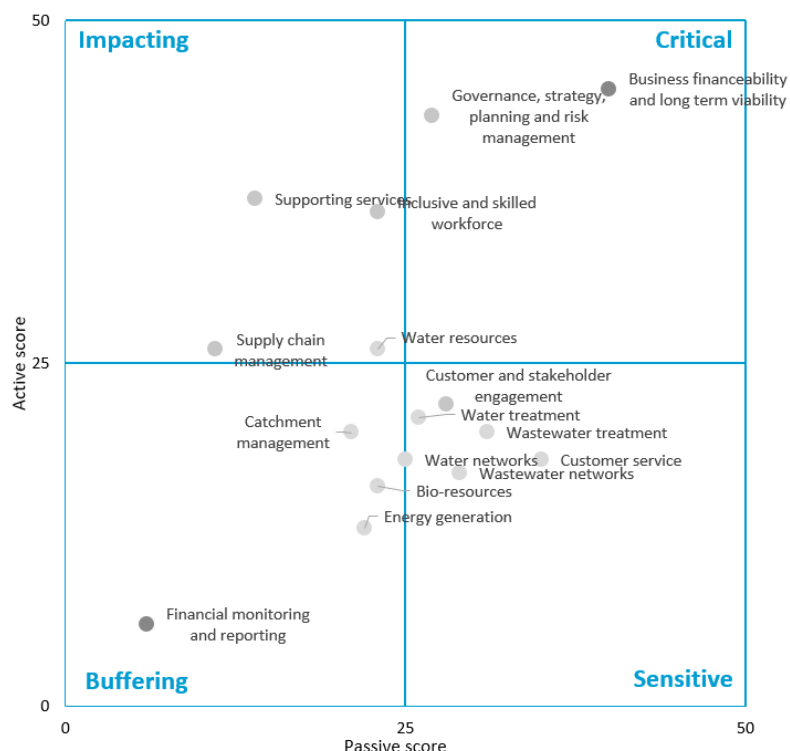 50
Impacting
Critical
Business financeability
and long term viability
Governance, strategy,
planning and risk
management
Supporting services
Inclusive and skilled
workforce
Supply chain
management
Water resources
Active score
25
Customer and stakeholder
engagement
Water treatment
Catchment
management
Wastewater treatment
Water networks
Customer service
Wastewater networks
Bio-resources
Energy generation
Financial monitoring
and reporting
Buffering
Sensitive
0
0
25
50
Passive score